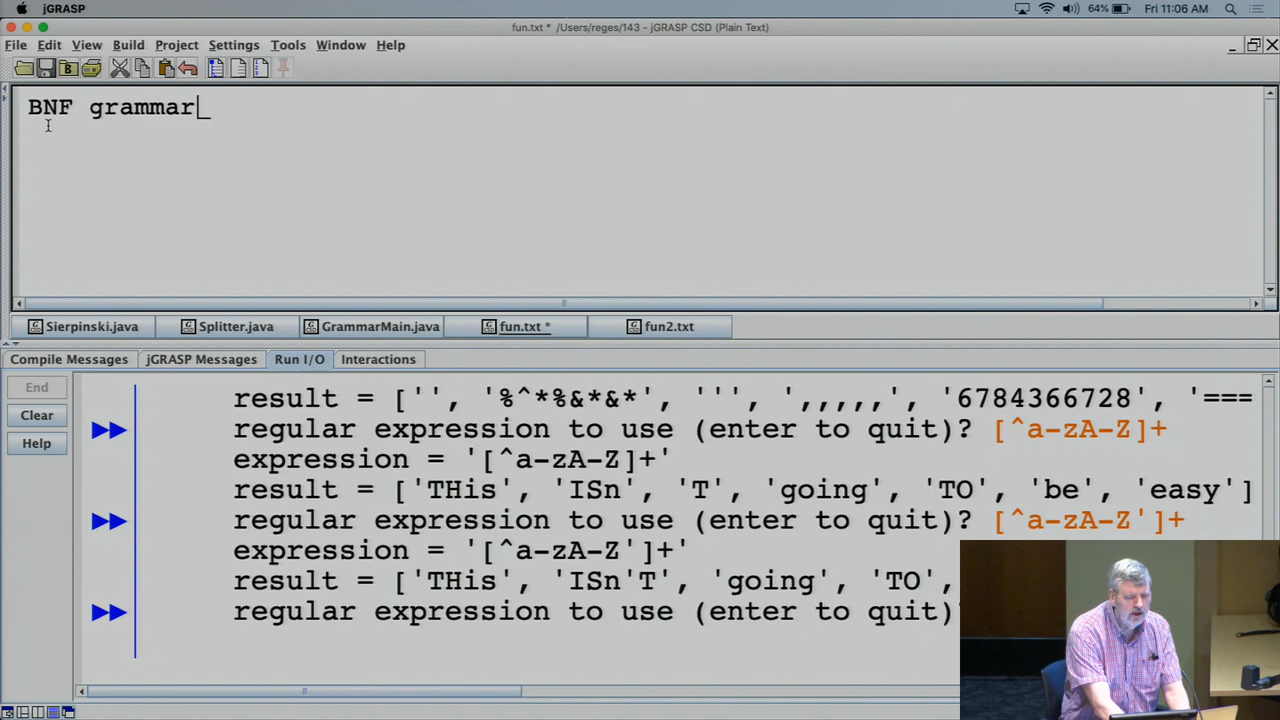 jGRASP
64%
Fri 11:06 AM
fun.txt * /Users/reges/143 - jGRASP CSD (Plain Text)
File Edit View Build Project Settings Tools Window Help
BNF grammar_
Sierpinski.java
Splitter.java
GrammarMain.java
fun.txt *
fun2.txt
Compile Messages
jGRASP Messages
Run I/O
Interactions
End
Clear
Help
result = ['', '%^*%&*&*', ''', ',,,,,', '6784366728', '===
regular expression to use (enter to quit)? [^a-zA-Z]+
expression = '[^a-zA-Z]+'
result = ['THis', 'ISn', 'T', 'going', 'TO', 'be', 'easy']
regular expression to use (enter to quit)? [^a-zA-Z']+
expression = '[^a-zA-Z']+'
result = ['THis', 'ISn'T', 'going', 'TO',
regular expression to use (enter to quit)?